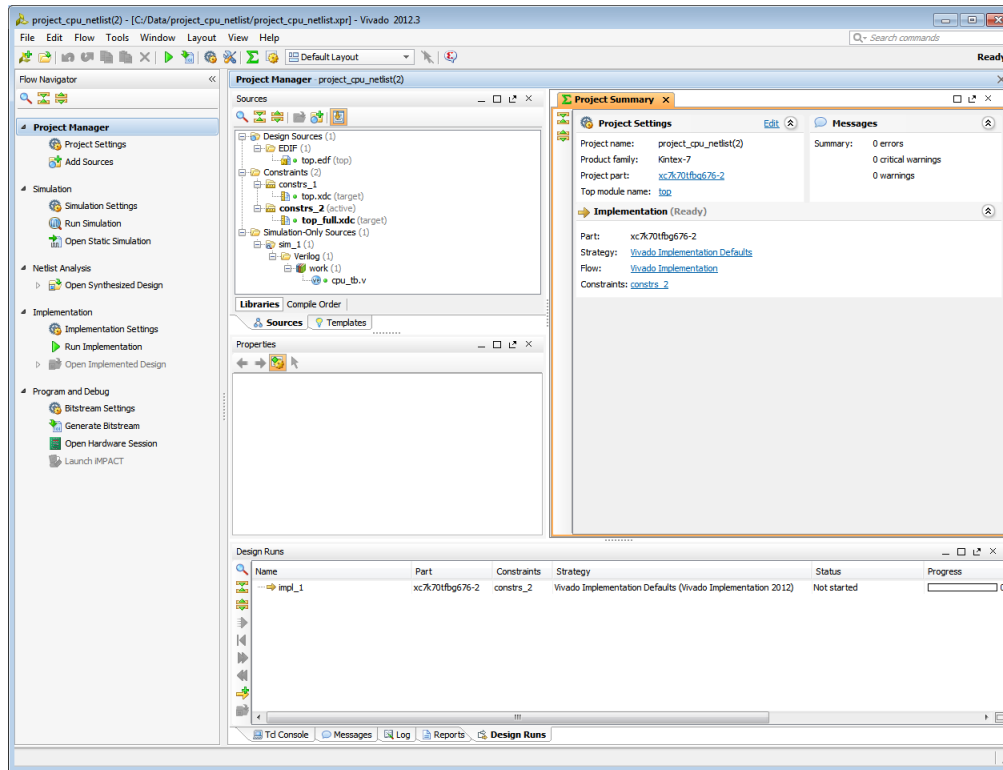 project_cpu_netlist(2) - [C:/Data/project_cpu_netlist/project_cpu_netlist.xpr] - Vivado 2012.3
File Edit Flow Tools Window Layout View Help
Search commands
Default Layout
Ready
Flow Navigator
Project Manager
Project Settings
Add Sources
Simulation
Simulation Settings
Run Simulation
Open Static Simulation
Netlist Analysis
Open Synthesized Design
Implementation
Implementation Settings
Run Implementation
Open Implemented Design
Program and Debug
Bitstream Settings
Generate Bitstream
Open Hardware Session
Launch iMPACT
Project Manager - project_cpu_netlist(2)
Sources
Design Sources (1)
EDIF (1)
top.edf (top)
Constraints (2)
constrs_1
top.xdc (target)
constrs_2 (active)
top_full.xdc (target)
Simulation-Only Sources (1)
sim_1 (1)
Verilog (1)
work (1)
cpu_tb.v
Libraries Compile Order
Sources Templates
Properties
Project Summary
Project Settings Edit
Project name: project_cpu_netlist(2)
Product family: Kintex-7
Project part: xc7k70tfbg676-2
Top module name: top
Messages
Summary: 0 errors
0 critical warnings
0 warnings
Implementation (Ready)
Part: xc7k70tfbg676-2
Strategy: Vivado Implementation Defaults
Flow: Vivado Implementation
Constraints: constrs_2
Design Runs
Name Part Constraints Strategy Status Progress
impl_1 xc7k70tfbg676-2 constrs_2 Vivado Implementation Defaults (Vivado Implementation 2012) Not started
Tcl Console Messages Log Reports Design Runs